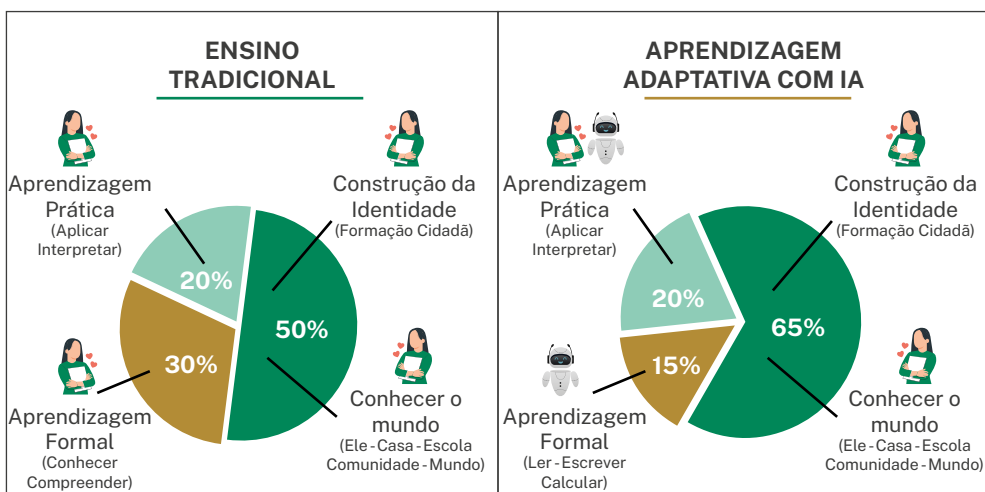 ENSINO
TRADICIONAL
Aprendizagem
Prática
(Aplicar
Interpretar)
Construção da
Identidade
(Formação Cidadã)
20%
50%
30%
Aprendizagem
Formal
(Conhecer
Compreender)
Conhecer o
mundo
(Ele - Casa - Escola
Comunidade - Mundo)
APRENDIZAGEM
ADAPTATIVA COM IA
Aprendizagem
Prática
(Aplicar
Interpretar)
Construção da
Identidade
(Formação Cidadã)
20%
65%
15%
Aprendizagem
Formal
(Ler - Escrever
Calcular)
Conhecer o
mundo
(Ele - Casa - Escola
Comunidade - Mundo)